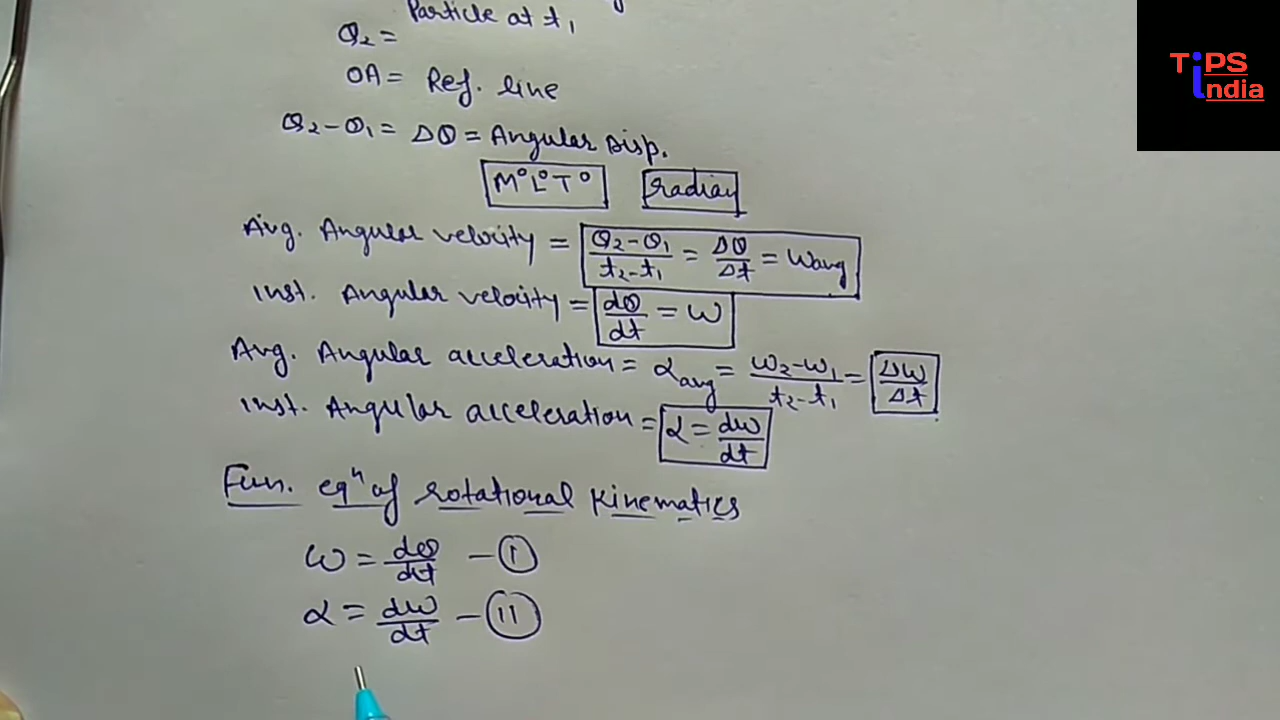 Particle at t₁
θ₂ =
OA = Ref. line
θ₂-θ₁ = Δθ = Angular Disp.
M⁰L⁰T⁰ radian
Avg. Angular velocity = θ₂-θ₁/t₂-t₁ = Δθ/Δt = ωavg
inst. Angular velocity = dθ/dt = ω
Avg. Angular acceleration = αavg = ω₂-ω₁/t₂-t₁ = Δω/Δt
inst. Angular acceleration = α = dω/dt
Fun. eqⁿ of rotational kinematics
ω = dθ/dt - I
α = dω/dt - II
TiPS
india